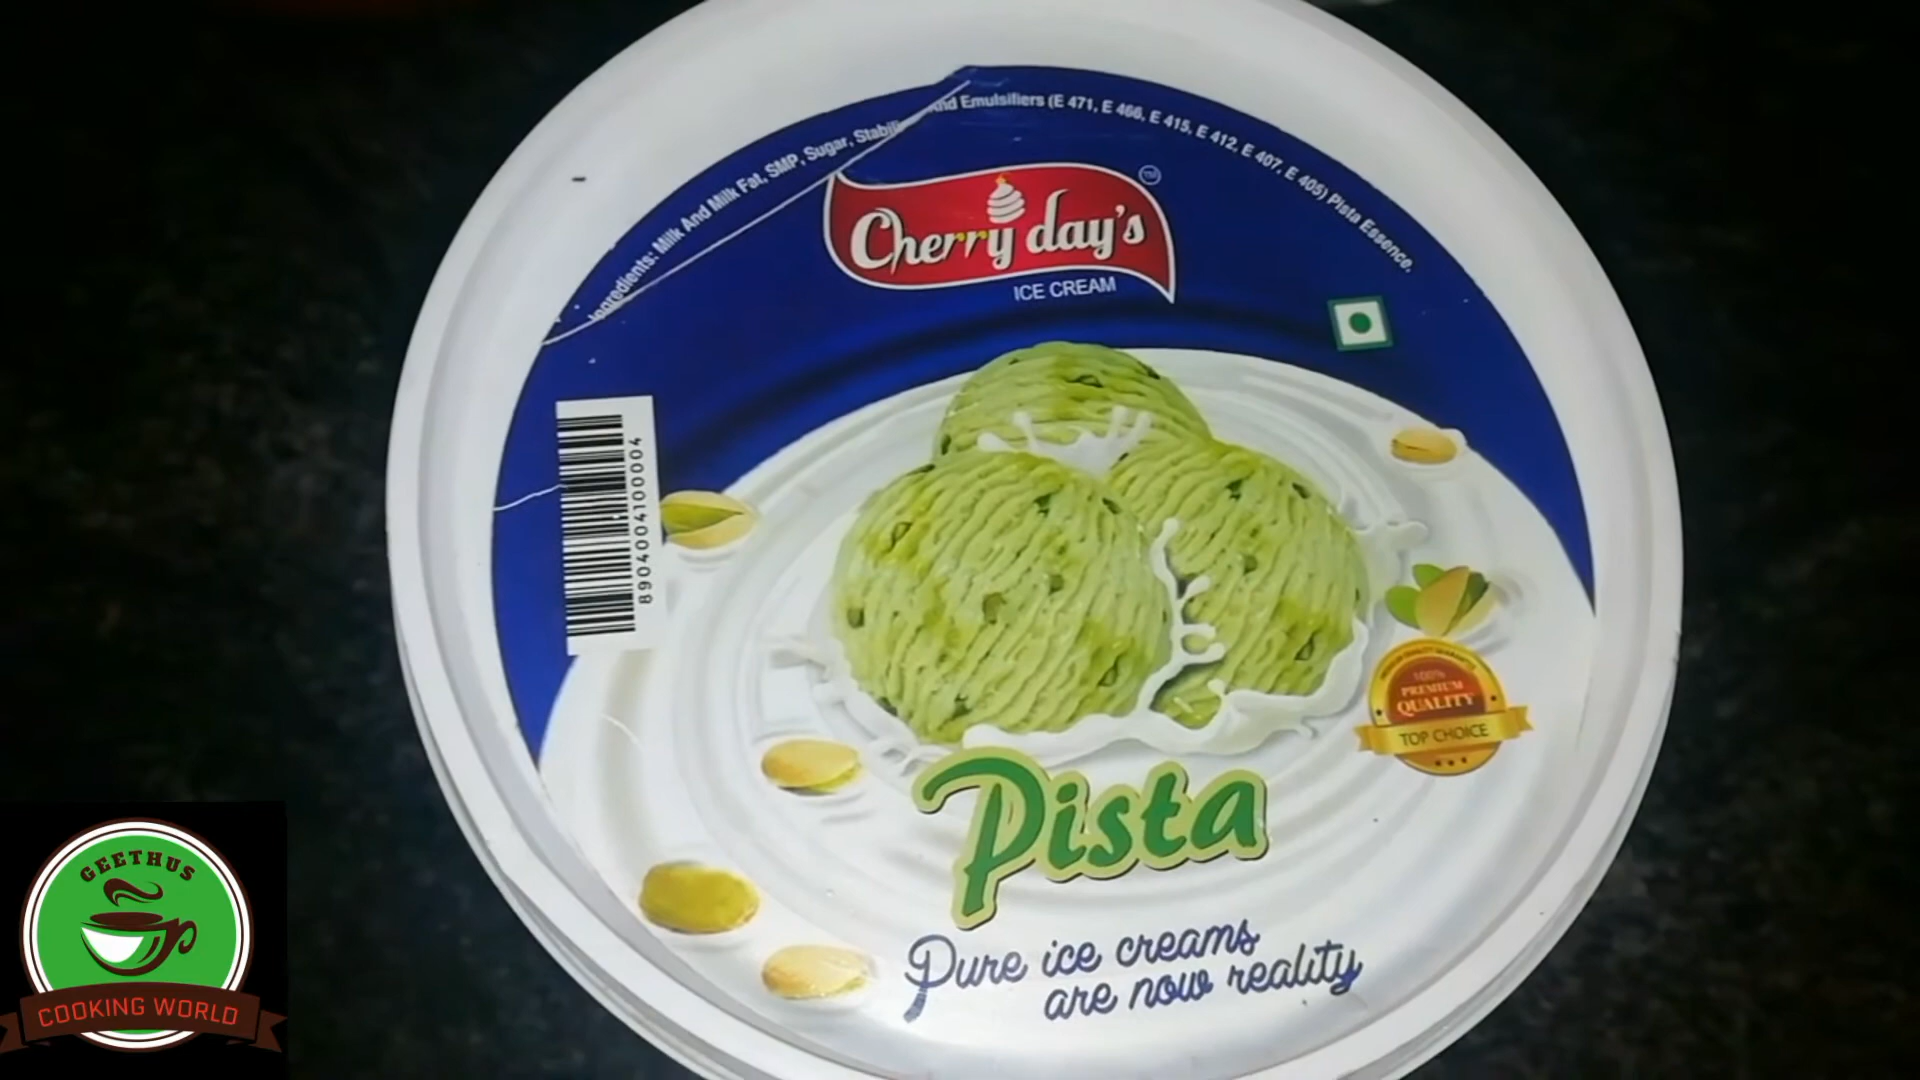 Ingredients: Milk And Milk Fat, SMP, Sugar, And Emulsifiers (E 471, E 466, E 415, E 412, E 407, E 405) Pista Essence.
Cherry day's
TM
ICE CREAM
8904004100004
100%
PREMIUM
QUALITY
TOP CHOICE
Pista
Pure ice creams
are now reality
GEETHUS
COOKING WORLD